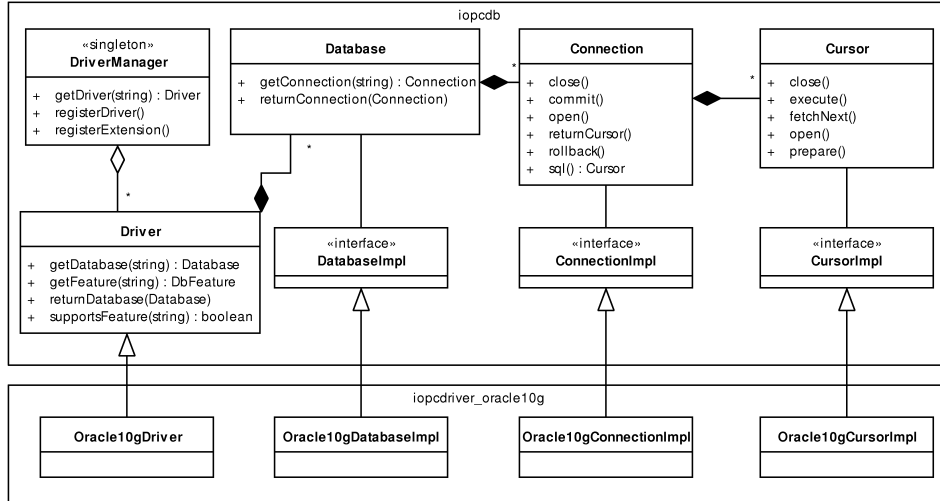 iopcdb
«singleton»
DriverManager
+ getDriver(string) : Driver
+ registerDriver()
+ registerExtension()
Database
+ getConnection(string) : Connection
+ returnConnection(Connection)
*
Connection
+ close()
+ commit()
+ open()
+ returnCursor()
+ rollback()
+ sql() : Cursor
*
Cursor
+ close()
+ execute()
+ fetchNext()
+ open()
+ prepare()
*
*
Driver
+ getDatabase(string) : Database
+ getFeature(string) : DbFeature
+ returnDatabase(Database)
+ supportsFeature(string) : boolean
«interface»
DatabaseImpl
«interface»
ConnectionImpl
«interface»
CursorImpl
iopcdriver_oracle10g
Oracle10gDriver
Oracle10gDatabaseImpl
Oracle10gConnectionImpl
Oracle10gCursorImpl